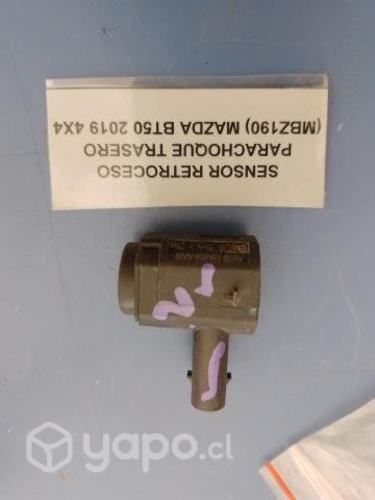 SENSOR RETROCESO
PARACHOQUE TRASERO
(MBZ190) MAZDA BT50 2019 4X4
yapo.cl